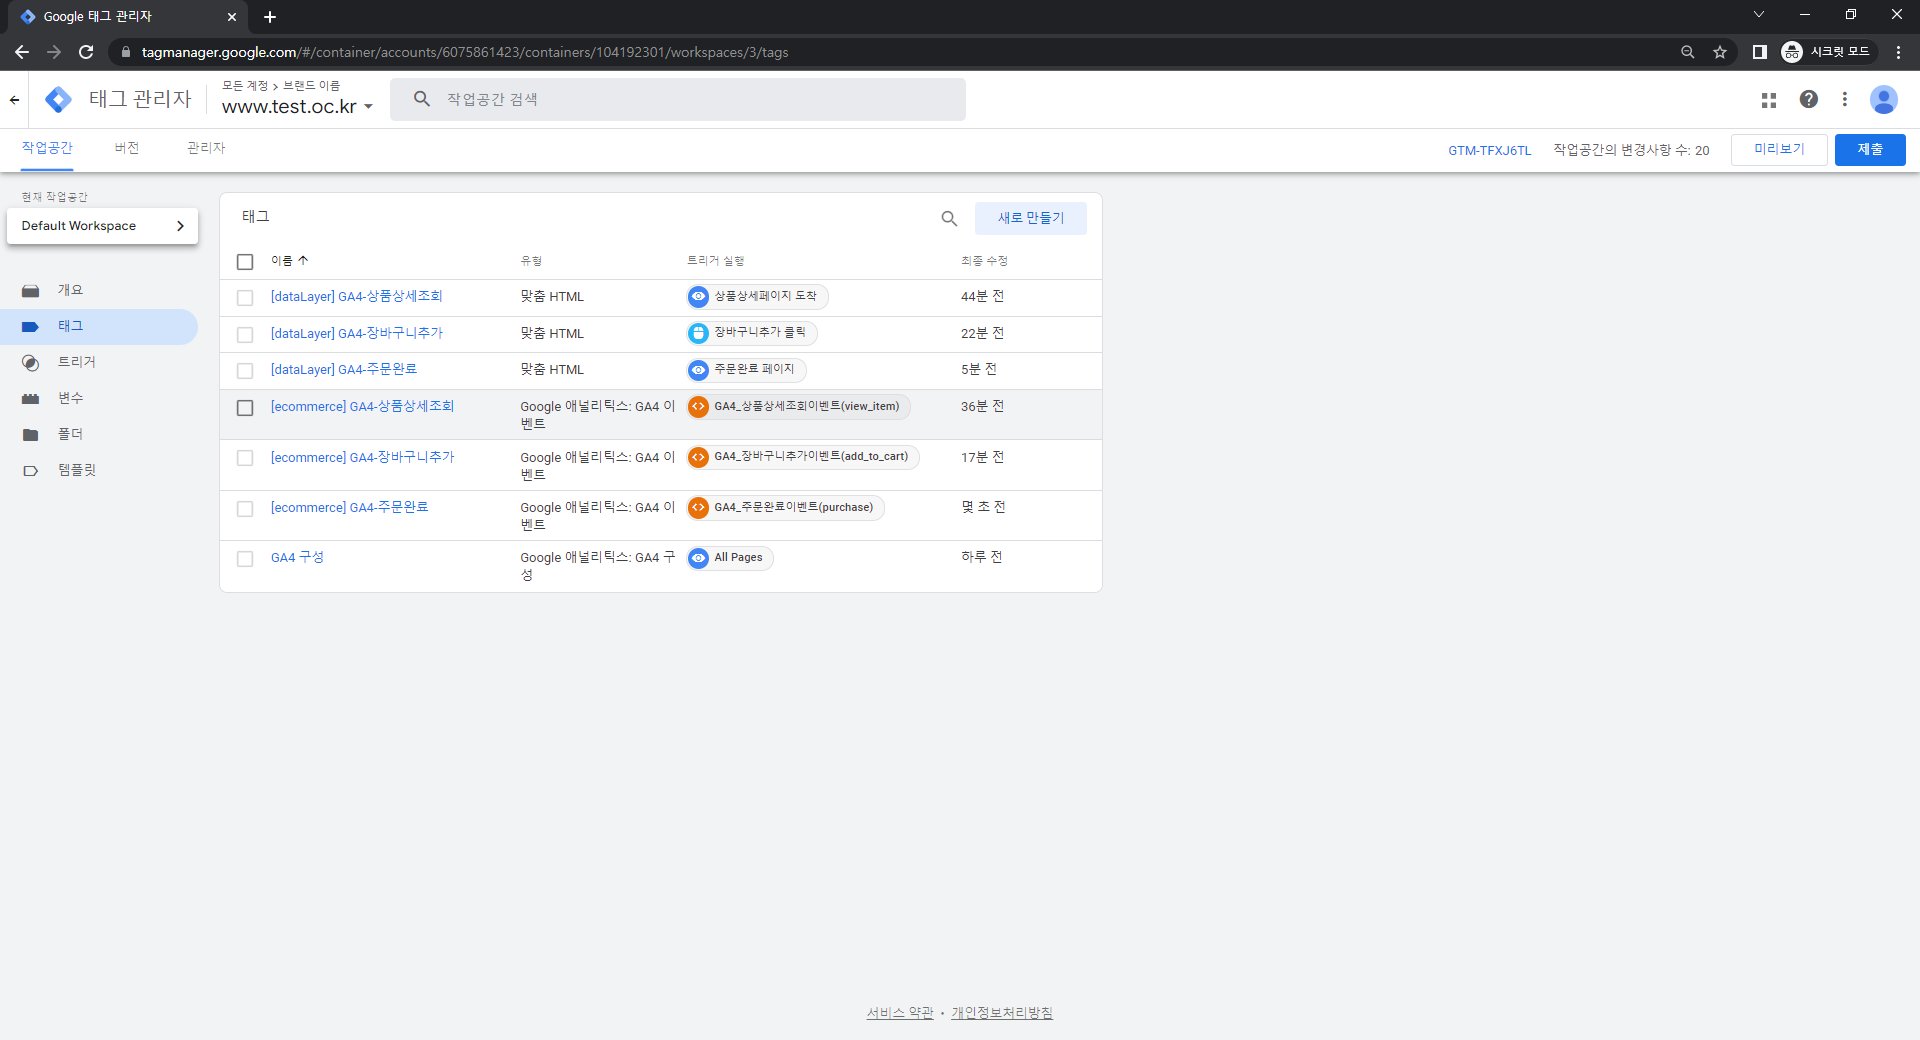 Google 태그 관리자
tagmanager.google.com/#/container/accounts/6075861423/containers/104192301/workspaces/3/tags
시크릿 모드
태그 관리자
모든 계정 > 브랜드 이름
www.test.oc.kr
작업공간 검색
작업공간
버전
관리자
GTM-TFXJ6TL
작업공간의 변경사항 수: 20
미리보기
제출
현재 작업공간
Default Workspace
개요
태그
트리거
변수
폴더
템플릿
태그
새로 만들기
이름 유형 트리거 실행 최종 수정
[dataLayer] GA4-상품상세조회 맞춤 HTML 상품상세페이지 도착 44분 전
[dataLayer] GA4-장바구니추가 맞춤 HTML 장바구니추가 클릭 22분 전
[dataLayer] GA4-주문완료 맞춤 HTML 주문완료 페이지 5분 전
[ecommerce] GA4-상품상세조회 Google 애널리틱스: GA4 이 GA4_상품상세조회이벤트(view_item) 36분 전
벤트
[ecommerce] GA4-장바구니추가 Google 애널리틱스: GA4 이 GA4_장바구니추가이벤트(add_to_cart) 17분 전
벤트
[ecommerce] GA4-주문완료 Google 애널리틱스: GA4 이 GA4_주문완료이벤트(purchase) 몇 초 전
벤트
GA4 구성 Google 애널리틱스: GA4 구 All Pages 하루 전
성
서비스 약관 • 개인정보처리방침